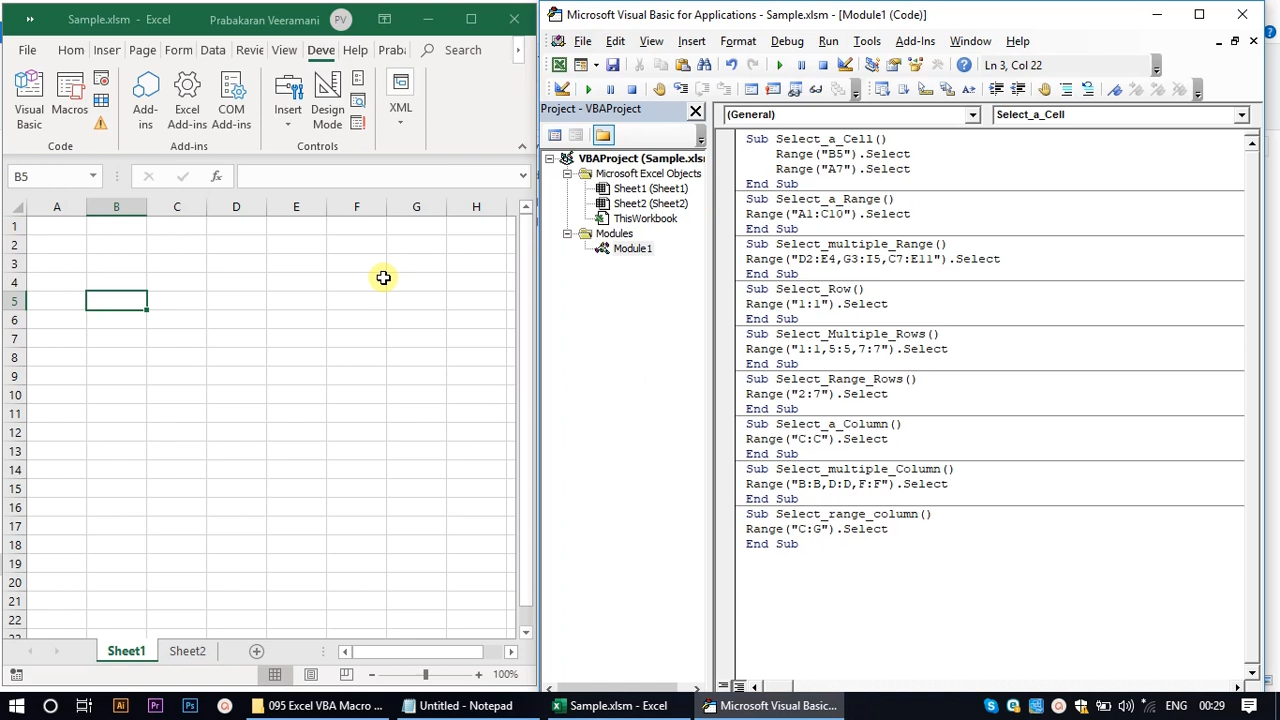 Sample.xlsm - Excel
Prabakaran Veeramani
PV
File Hom Inser Page Form Data Revie View Deve Help Praba Search
Visual Basic
Macros
Add-ins
Excel Add-ins
COM Add-ins
Insert
Design Mode
XML
Code
Add-ins
Controls
B5
fx
A B C D E F G H
1
2
3
4
5
6
7
8
9
10
11
12
13
14
15
16
17
18
19
20
21
22
Sheet1 Sheet2
100%
Microsoft Visual Basic for Applications - Sample.xlsm - [Module1 (Code)]
File Edit View Insert Format Debug Run Tools Add-Ins Window Help
Ln 3, Col 22
Project - VBAProject
VBAProject (Sample.xlsm
Microsoft Excel Objects
Sheet1 (Sheet1)
Sheet2 (Sheet2)
ThisWorkbook
Modules
Module1
(General)
Select_a_Cell
Sub Select_a_Cell()
Range("B5").Select
Range("A7").Select
End Sub
Sub Select_a_Range()
Range("A1:C10").Select
End Sub
Sub Select_multiple_Range()
Range("D2:E4,G3:I5,C7:E11").Select
End Sub
Sub Select_Row()
Range("1:1").Select
End Sub
Sub Select_Multiple_Rows()
Range("1:1,5:5,7:7").Select
End Sub
Sub Select_Range_Rows()
Range("2:7").Select
End Sub
Sub Select_a_Column()
Range("C:C").Select
End Sub
Sub Select_multiple_Column()
Range("B:B,D:D,F:F").Select
End Sub
Sub Select_range_column()
Range("C:G").Select
End Sub
095 Excel VBA Macro ...
Untitled - Notepad
Sample.xlsm - Excel
Microsoft Visual Basic...
ENG
00:29